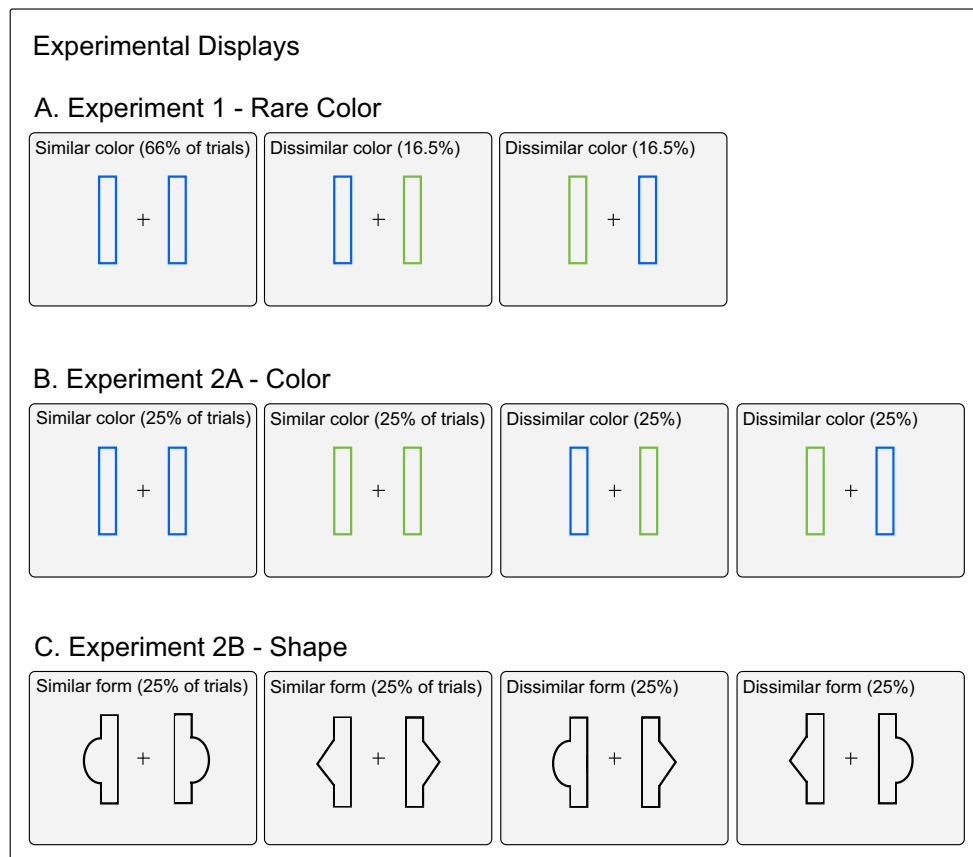 Experimental Displays
A. Experiment 1 - Rare Color
Similar color (66% of trials) Dissimilar color (16.5%) Dissimilar color (16.5%)
+ + +
B. Experiment 2A - Color
Similar color (25% of trials) Similar color (25% of trials) Dissimilar color (25%) Dissimilar color (25%)
+ + + +
C. Experiment 2B - Shape
Similar form (25% of trials) Similar form (25% of trials) Dissimilar form (25%) Dissimilar form (25%)
+ + + +